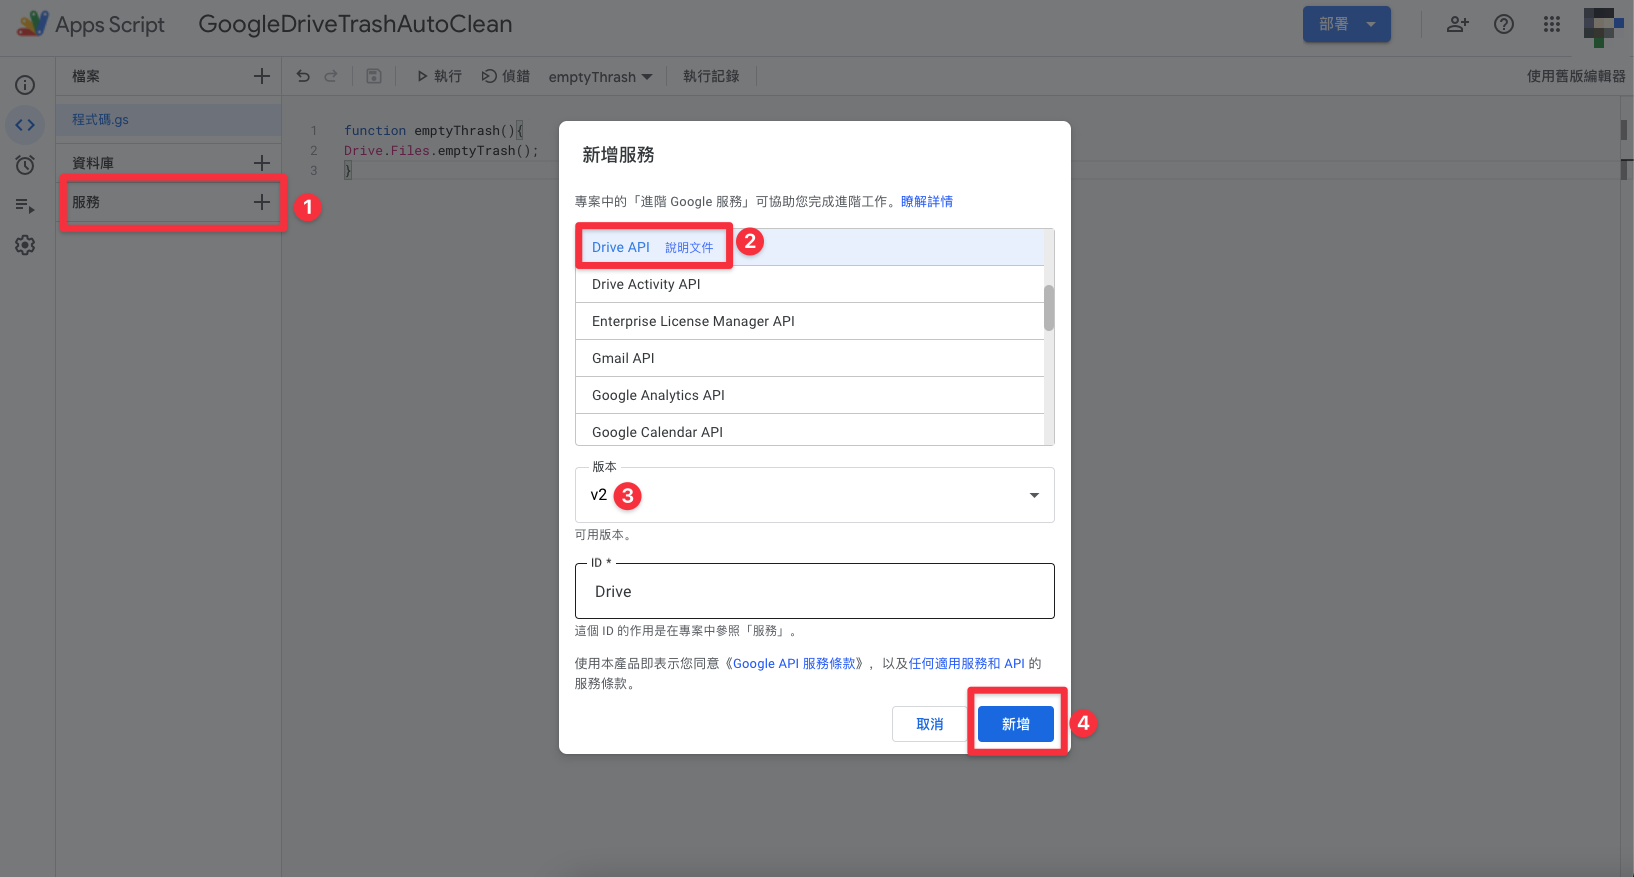 Apps Script GoogleDriveTrashAutoClean 部署
檔案
執行 偵錯 emptyThrash 執行記錄 使用舊版編輯器
程式碼.gs
資料庫
服務
1
1 function emptyThrash(){
2 Drive.Files.emptyTrash();
3 }
新增服務
專案中的「進階 Google 服務」可協助您完成進階工作。瞭解詳情
Drive API 說明文件
2
Drive Activity API
Enterprise License Manager API
Gmail API
Google Analytics API
Google Calendar API
版本
v2
3
可用版本。
ID *
Drive
這個 ID 的作用是在專案中參照「服務」。
使用本產品即表示您同意《Google API 服務條款》，以及任何適用服務和 API 的
服務條款。
取消 新增
4